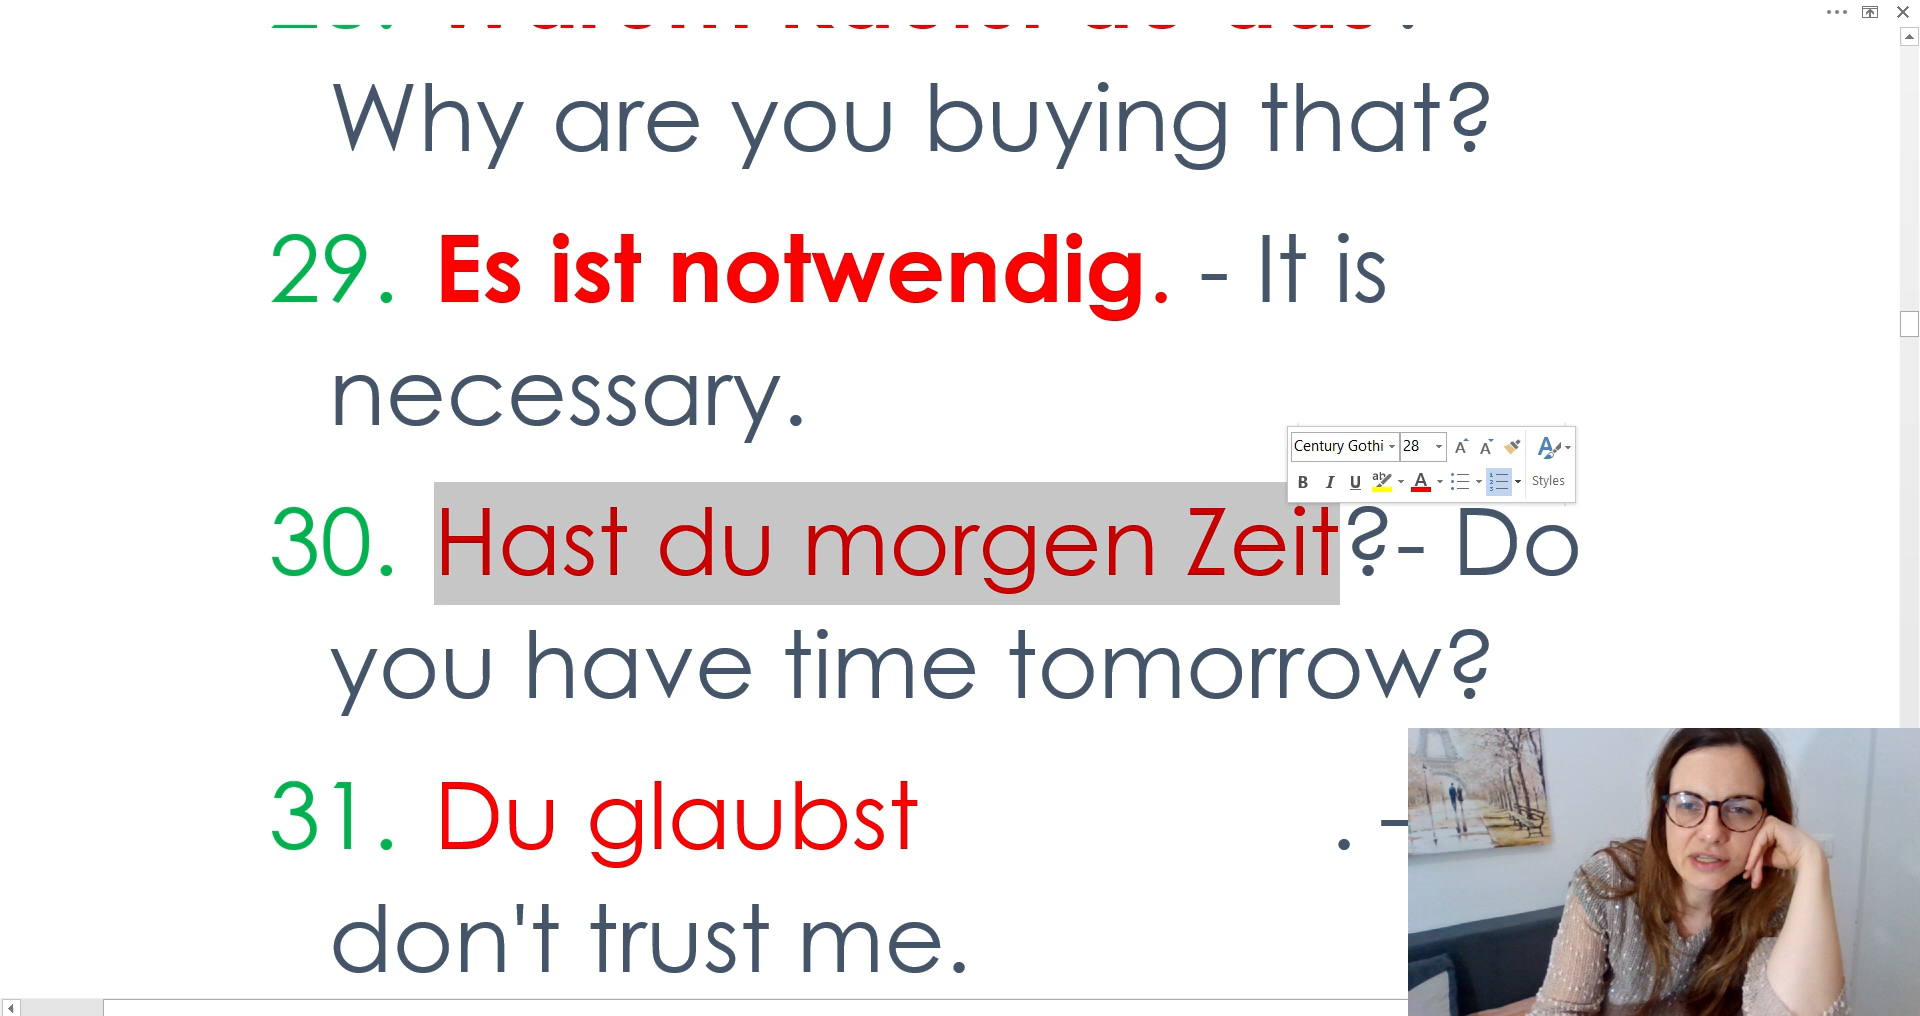 Why are you buying that?
29. Es ist notwendig. - It is
necessary.
Century Gothi 28
Styles
30. Hast du morgen Zeit?- Do
you have time tomorrow?
31. Du glaubst . -
don't trust me.